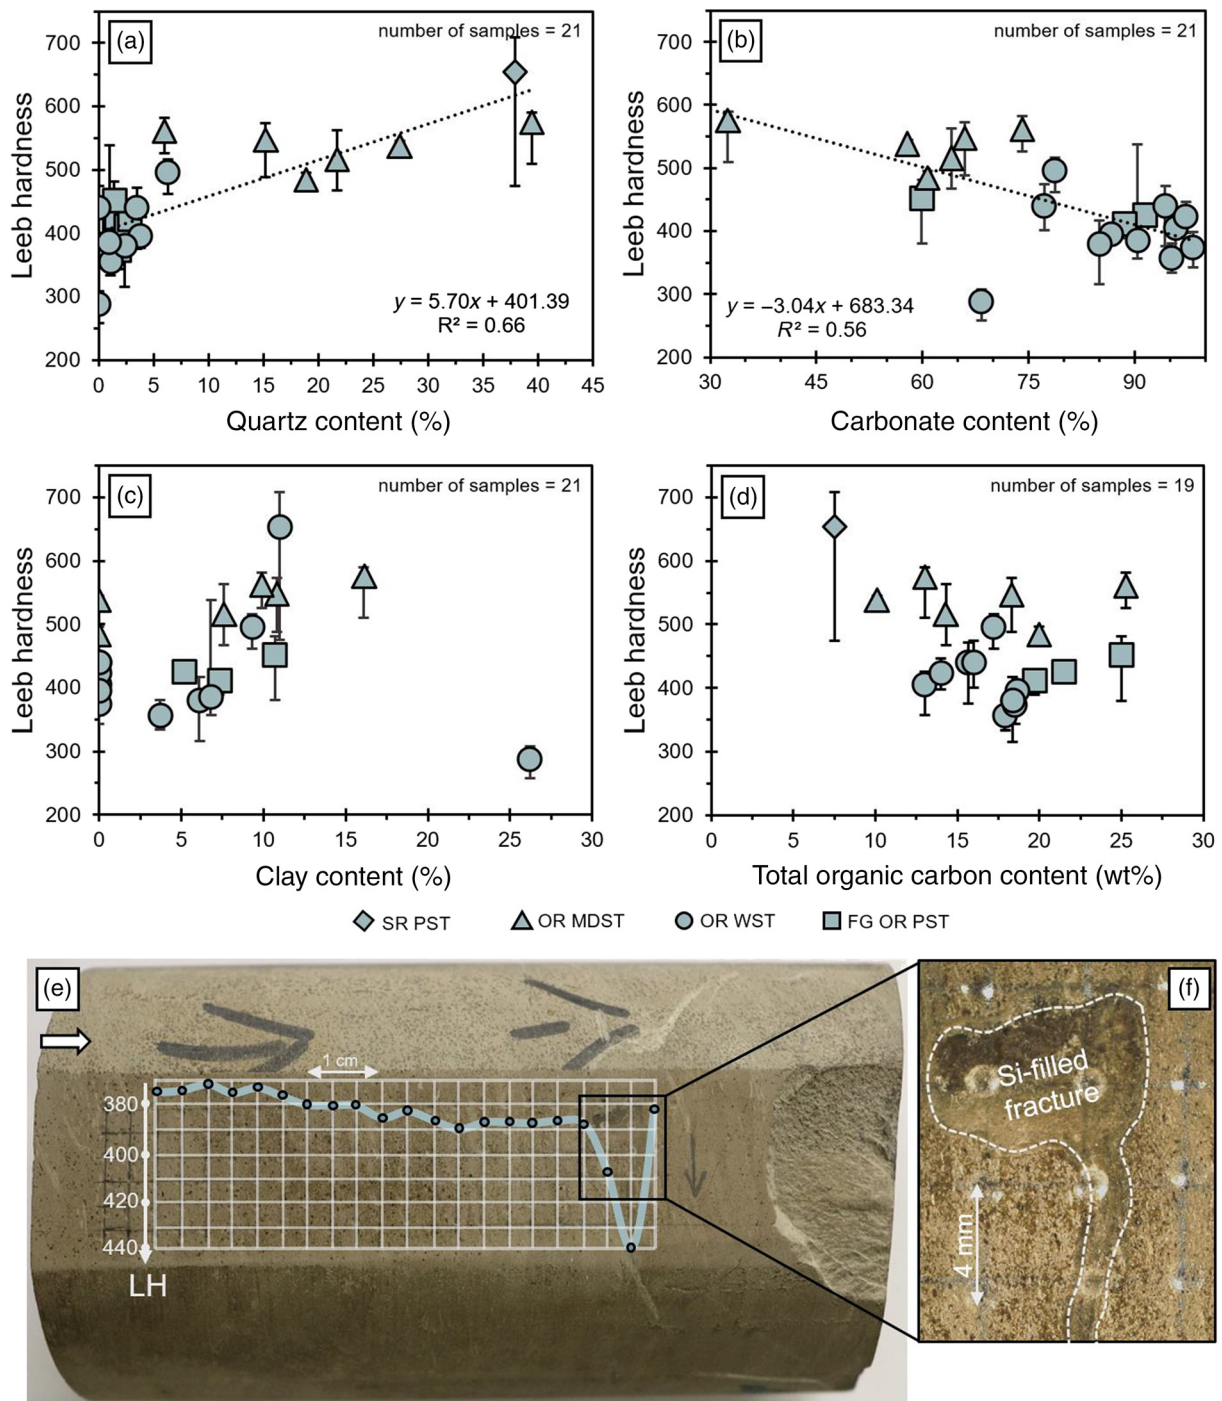 (a)
number of samples = 21
700
600
500
400
300
200
Leeb hardness
y = 5.70x + 401.39
R² = 0.66
0 5 10 15 20 25 30 35 40 45
Quartz content (%)
(b)
number of samples = 21
700
600
500
400
300
200
Leeb hardness
y = −3.04x + 683.34
R² = 0.56
30 45 60 75 90
Carbonate content (%)
(c)
number of samples = 21
700
600
500
400
300
200
Leeb hardness
0 5 10 15 20 25 30
Clay content (%)
(d)
number of samples = 19
700
600
500
400
300
200
Leeb hardness
0 5 10 15 20 25 30
Total organic carbon content (wt%)
SR PST OR MDST OR WST FG OR PST
(e)
1 cm
380
400
420
440
LH
(f)
Si-filled
fracture
4 mm